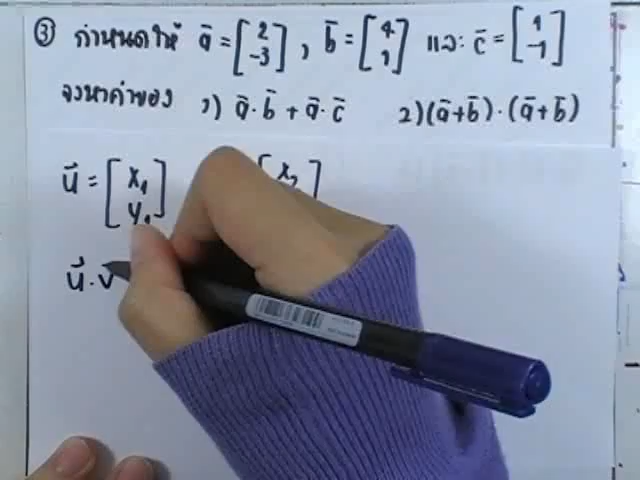 ③ กำหนดให้ ā = [2 -3] , b̄ = [4 1] และ c̄ = [1 -1]
จงหาค่าของ 1) ā · b̄ + ā · c̄ 2) (ā + b̄) · (ā + b̄)
ū = [x₁ y₁] [x₂
ū · v